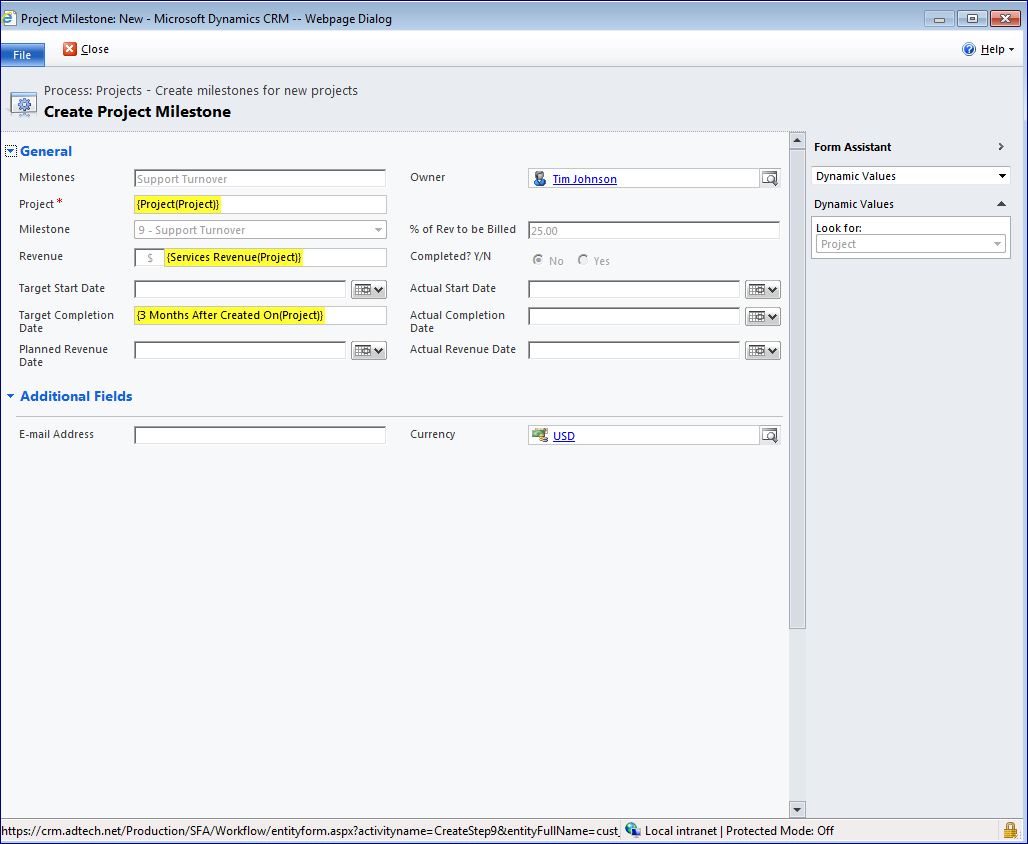 Project Milestone: New - Microsoft Dynamics CRM -- Webpage Dialog
File
Close
Help
Process: Projects - Create milestones for new projects
Create Project Milestone
General
Milestones
Support Turnover
Owner
Tim Johnson
Project *
{Project(Project)}
Milestone
9 - Support Turnover
% of Rev to be Billed
25.00
Revenue
$
{Services Revenue(Project)}
Completed? Y/N
No
Yes
Target Start Date
Actual Start Date
Target Completion
Date
{3 Months After Created On(Project)}
Actual Completion
Date
Planned Revenue
Date
Actual Revenue Date
Additional Fields
E-mail Address
Currency
USD
Form Assistant
Dynamic Values
Dynamic Values
Look for:
Project
https://crm.adtech.net/Production/SFA/Workflow/entityform.aspx?activityname=CreateStep9&entityFullName=cust_
Local intranet | Protected Mode: Off